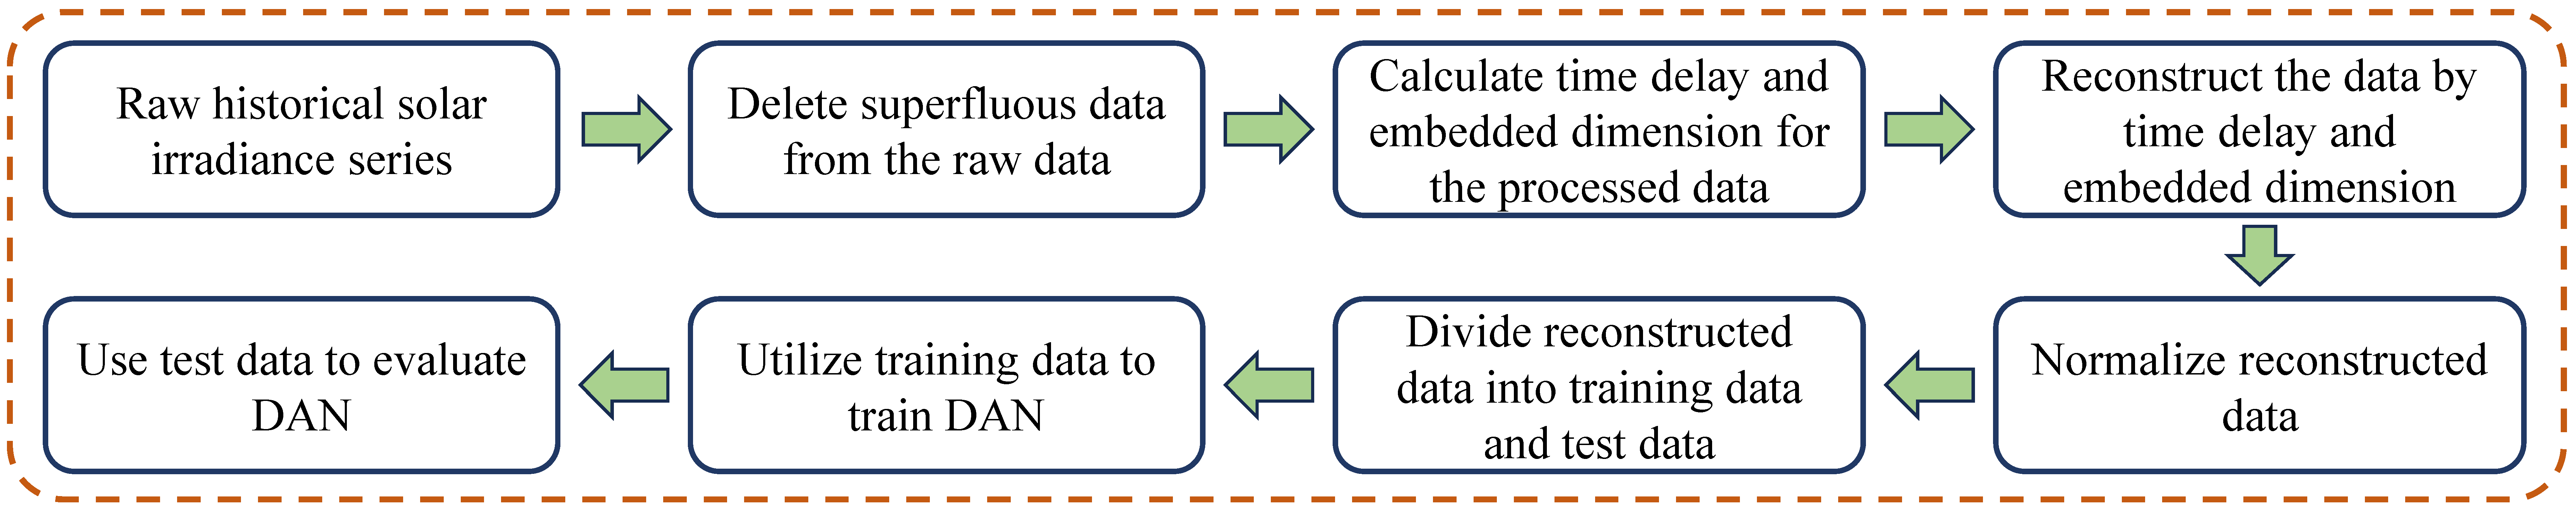 Raw historical solar
irradiance series
Delete superfluous data
from the raw data
Calculate time delay and
embedded dimension for
the processed data
Reconstruct the data by
time delay and
embedded dimension
Normalize reconstructed
data
Divide reconstructed
data into training data
and test data
Utilize training data to
train DAN
Use test data to evaluate
DAN